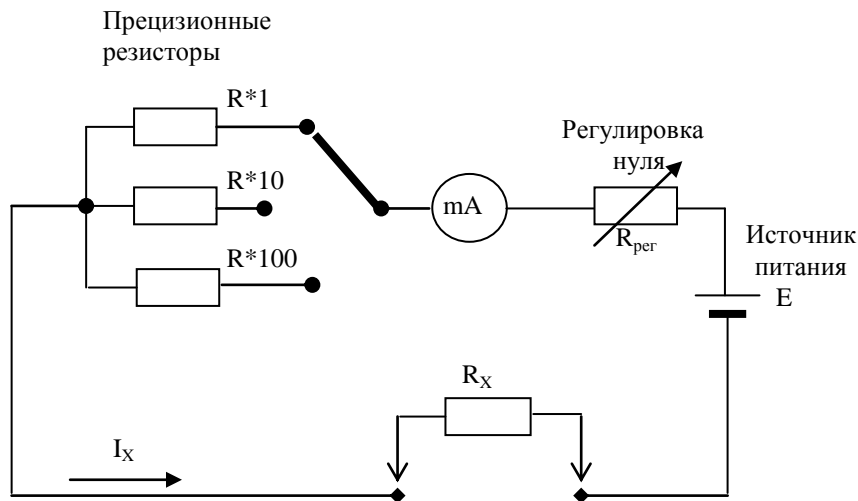 Прецизионные
резисторы
R*1
Регулировка
нуля
R*10
mA
Rрег
Источник
питания
R*100
E
RX
IX